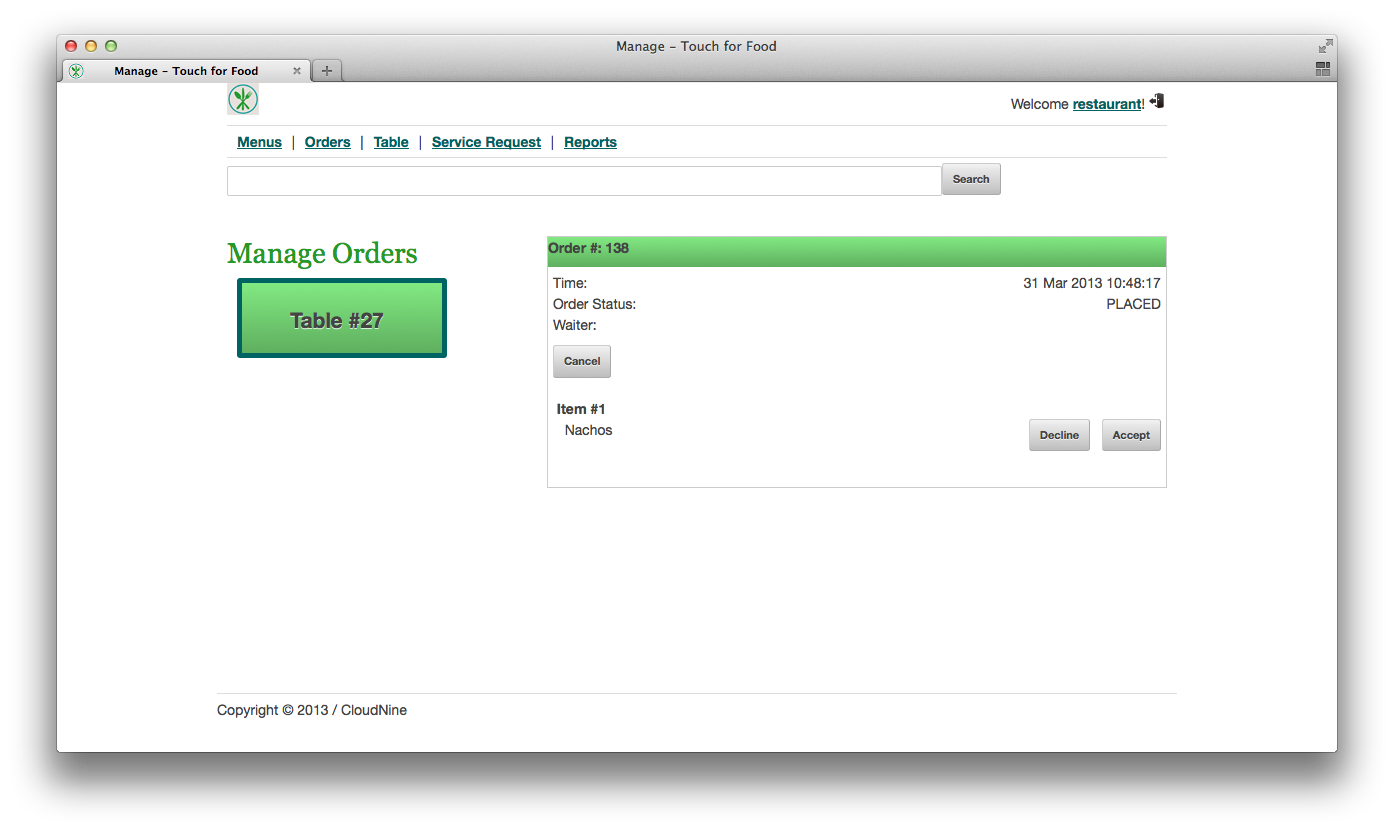 Manage – Touch for Food
Manage – Touch for Food
Welcome restaurant!
Menus | Orders | Table | Service Request | Reports
Search
Manage Orders
Table #27
Order #: 138
Time: 31 Mar 2013 10:48:17
Order Status: PLACED
Waiter:
Cancel
Item #1
Nachos
Decline Accept
Copyright © 2013 / CloudNine